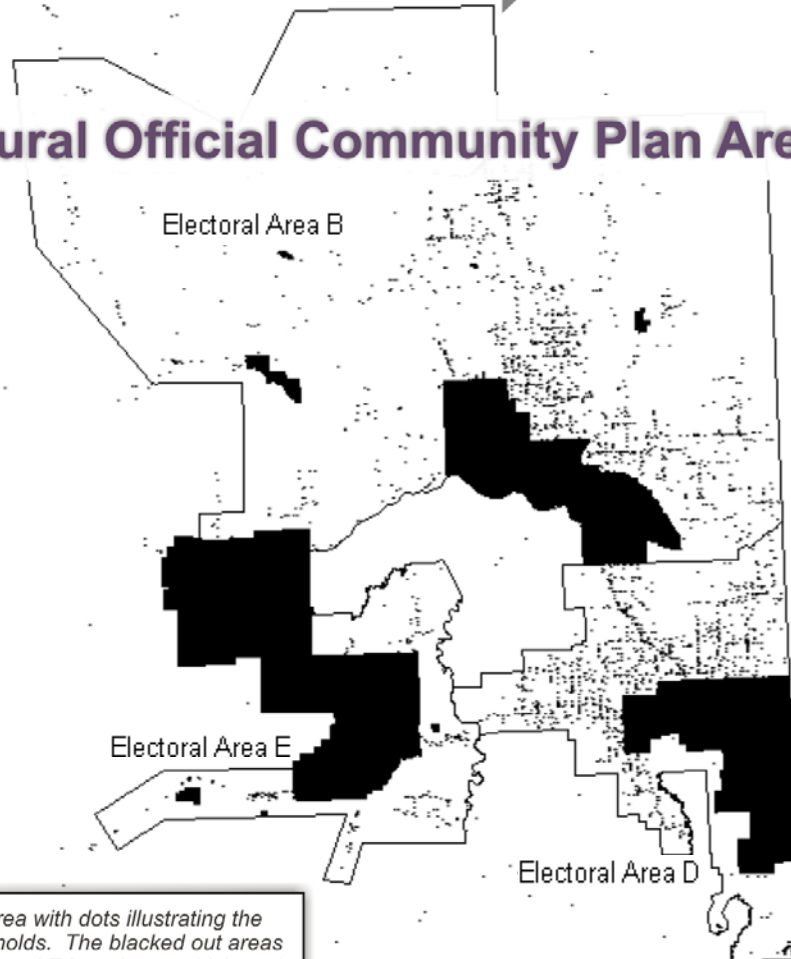 ural Official Community Plan Are
Electoral Area B
Electoral Area E
Electoral Area D
rea with dots illustrating the
holds. The blacked out areas